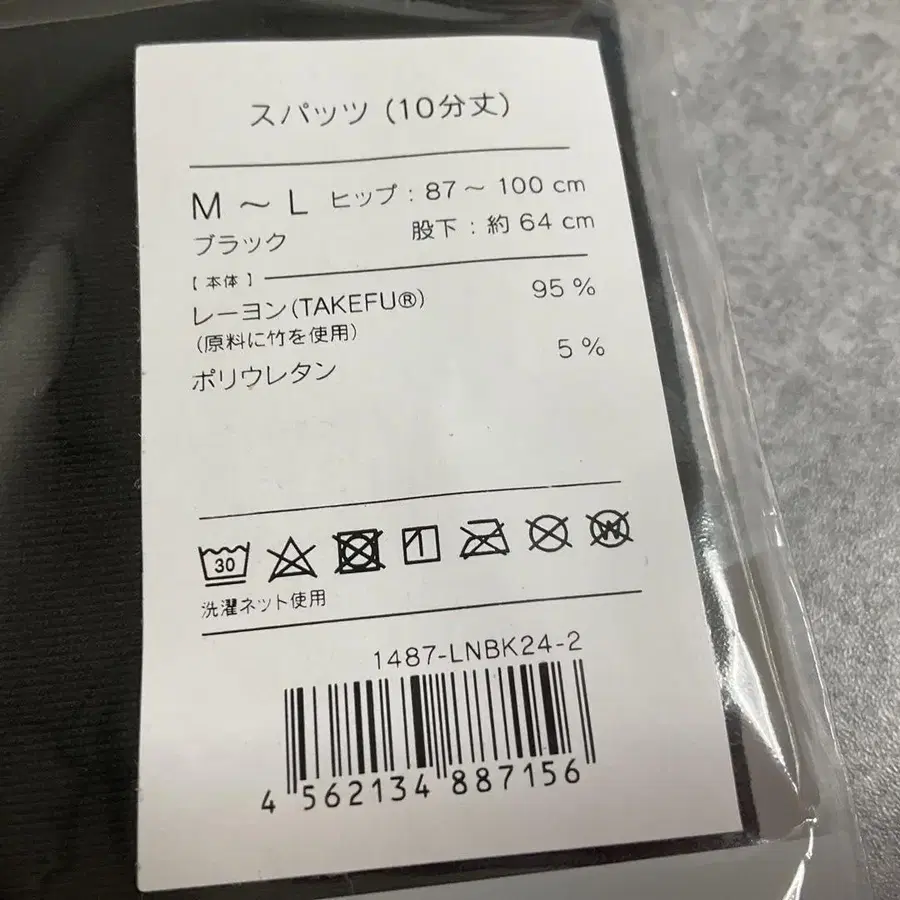 スパッツ (10分丈)
M ～ L ヒップ : 87～ 100 cm
ブラック 股下 : 約 64 cm
【 本体 】
レーヨン(TAKEFU®) 95 %
(原料に竹を使用)
ポリウレタン 5 %
30 W
洗濯ネット使用
1487-LNBK24-2
4 562134 887156